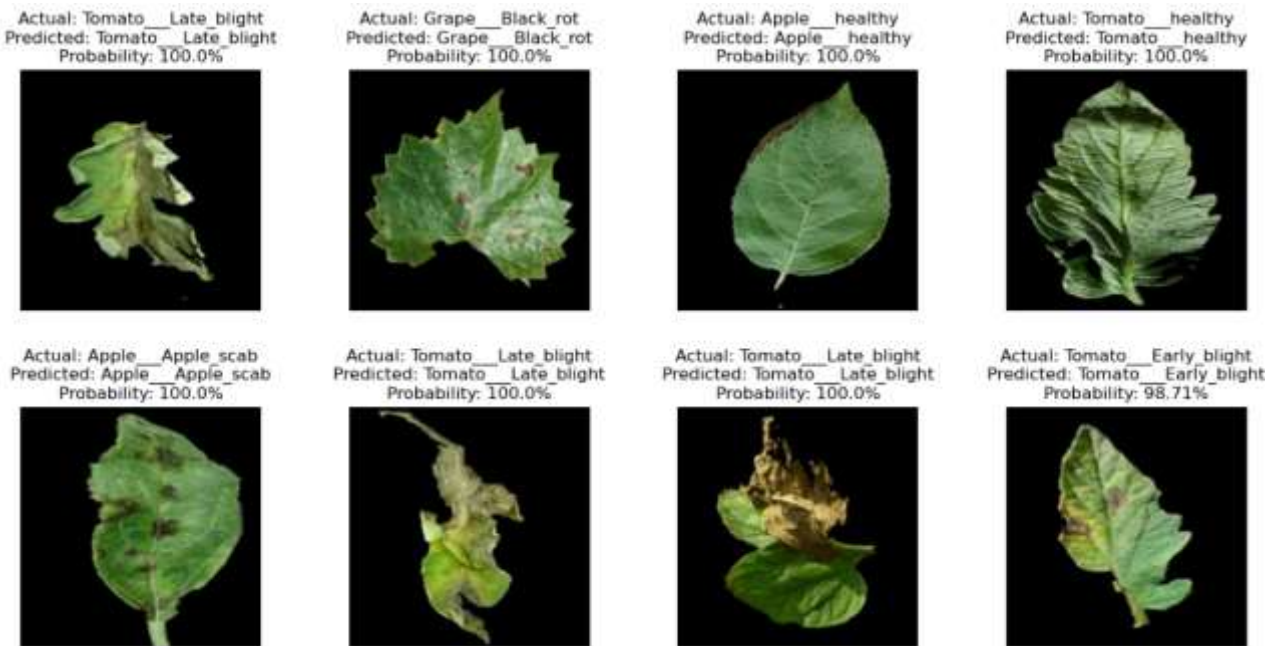 Actual: Tomato___Late_blight
Predicted: Tomato___Late_blight
Probability: 100.0%
Actual: Grape___Black_rot
Predicted: Grape___Black_rot
Probability: 100.0%
Actual: Apple___healthy
Predicted: Apple___healthy
Probability: 100.0%
Actual: Tomato___healthy
Predicted: Tomato___healthy
Probability: 100.0%
Actual: Apple___Apple_scab
Predicted: Apple___Apple_scab
Probability: 100.0%
Actual: Tomato___Late_blight
Predicted: Tomato___Late_blight
Probability: 100.0%
Actual: Tomato___Late_blight
Predicted: Tomato___Late_blight
Probability: 100.0%
Actual: Tomato___Early_blight
Predicted: Tomato___Early_blight
Probability: 98.71%